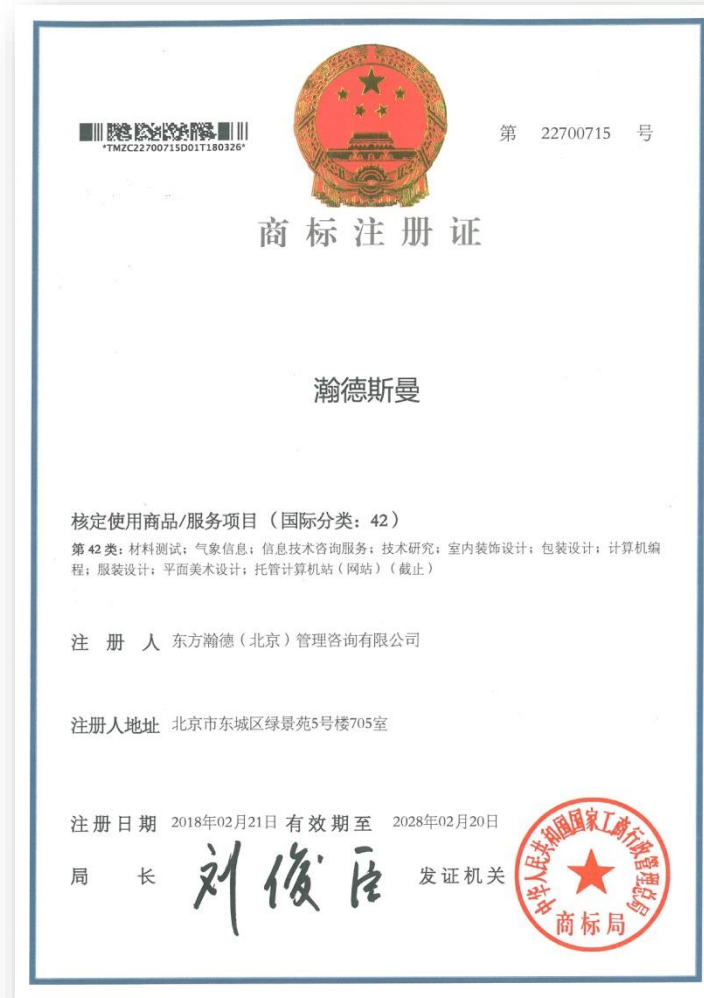 *TMZC22700715D01T180326*
第 22700715 号
商标注册证
瀚德斯曼
核定使用商品/服务项目（国际分类：42）
第42类：材料测试；气象信息；信息技术咨询服务；技术研究；室内装饰设计；包装设计；计算机编
程；服装设计；平面美术设计；托管计算机站（网站）（截止）
注册人 东方瀚德（北京）管理咨询有限公司
注册人地址 北京市东城区绿景苑5号楼705室
注册日期 2018年02月21日 有效期至 2028年02月20日
局长 刘俊臣 发证机关
中华人民共和国国家工商行政管理总局
商标局